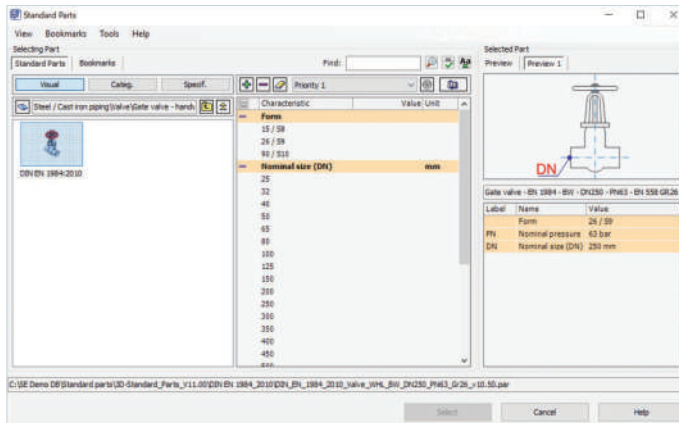 Standard Parts
View Bookmarks Tools Help
Selecting Part
Standard Parts Bookmarks Find:
Visual Categ. Specif. Priority 1
Steel / Cast iron piping\Valve\Gate valve - handv
DIN EN 1984:2010
Characteristic Value Unit
Form
15 / S8
26 / S9
90 / S10
Nominal size (DN) mm
25
32
40
50
65
80
100
125
150
200
250
300
350
400
450
500
Selected Part
Preview Preview 1
DN
Gate valve - EN 1984 - BW - DN250 - PN63 - EN 558 GR26
Label Name Value
Form 26 / S9
PN Nominal pressure 63 bar
DN Nominal size (DN) 250 mm
C:\SE Demo DB\Standard parts\3D-Standard_Parts_V11.00\DIN EN 1984_2010\DIN_EN_1984_2010_Valve_WHL_BW_DN250_PN63_Gr26_v10.50.par
Select Cancel Help